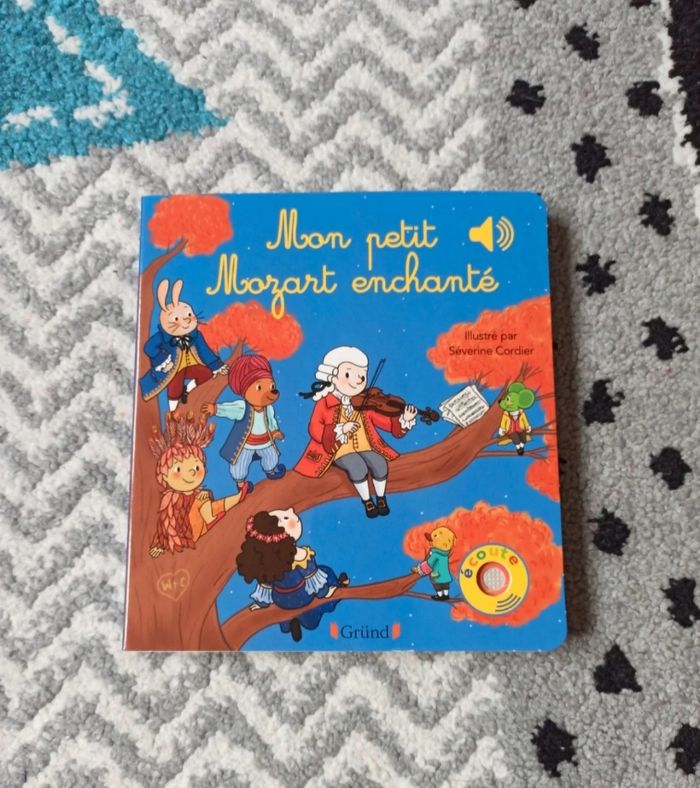 Mon petit
Mozart enchanté
Illustré par
Séverine Cordier
écoute
W+C
Gründ